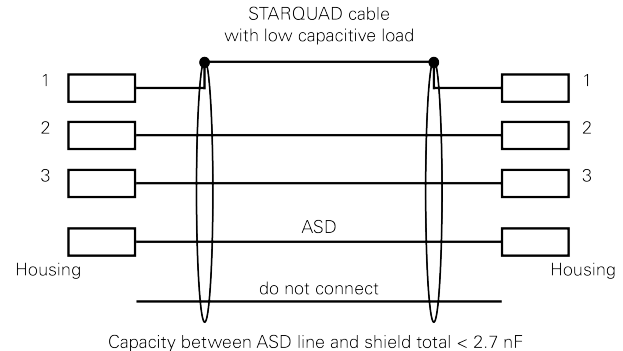 STARQUAD cable
with low capacitive load
1 1
2 2
3 3
ASD
Housing Housing
do not connect
Capacity between ASD line and shield total < 2.7 nF